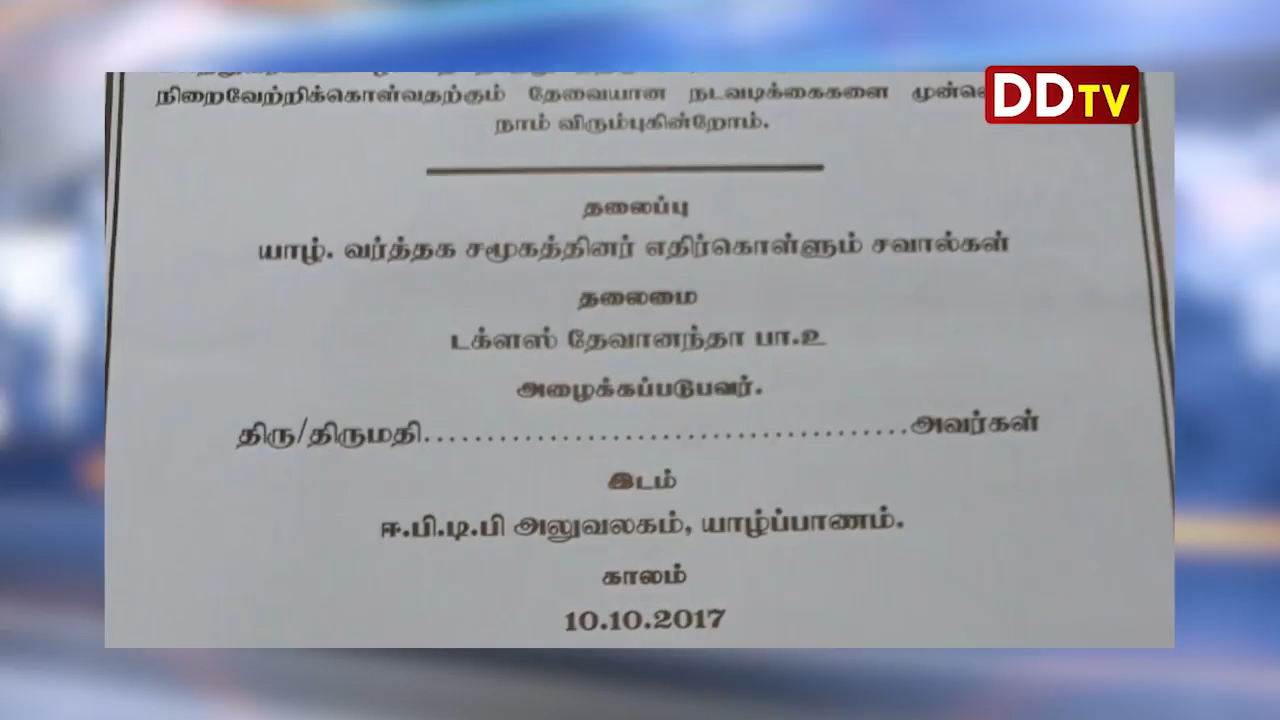 நிறைவேற்றிக்கொள்வதற்கும் தேவையான நடவடிக்கைகளை
DDTV
நாம் விரும்புகின்றோம்.
தலைப்பு
யாழ். வர்த்தக சமூகத்தினர் எதிர்கொள்ளும் சவால்கள்
தலைமை
டக்ளஸ் தேவானந்தா பா.உ
அழைக்கப்படுபவர்.
திரு/திருமதி......................................அவர்கள்
இடம்
ஈ.பி.டி.பி அலுவலகம், யாழ்ப்பாணம்.
காலம்
10.10.2017